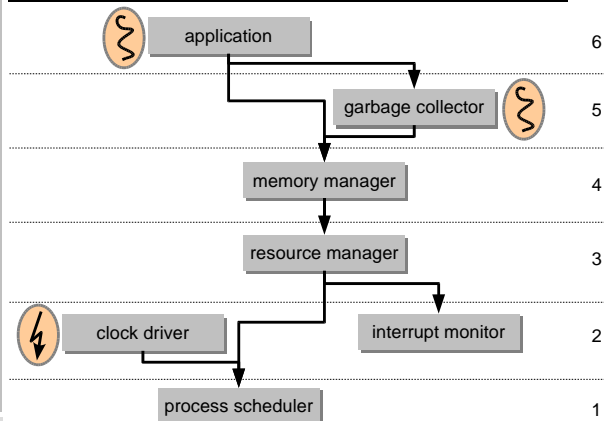 application
6
garbage collector
5
memory manager
4
resource manager
3
clock driver
interrupt monitor
2
process scheduler
1